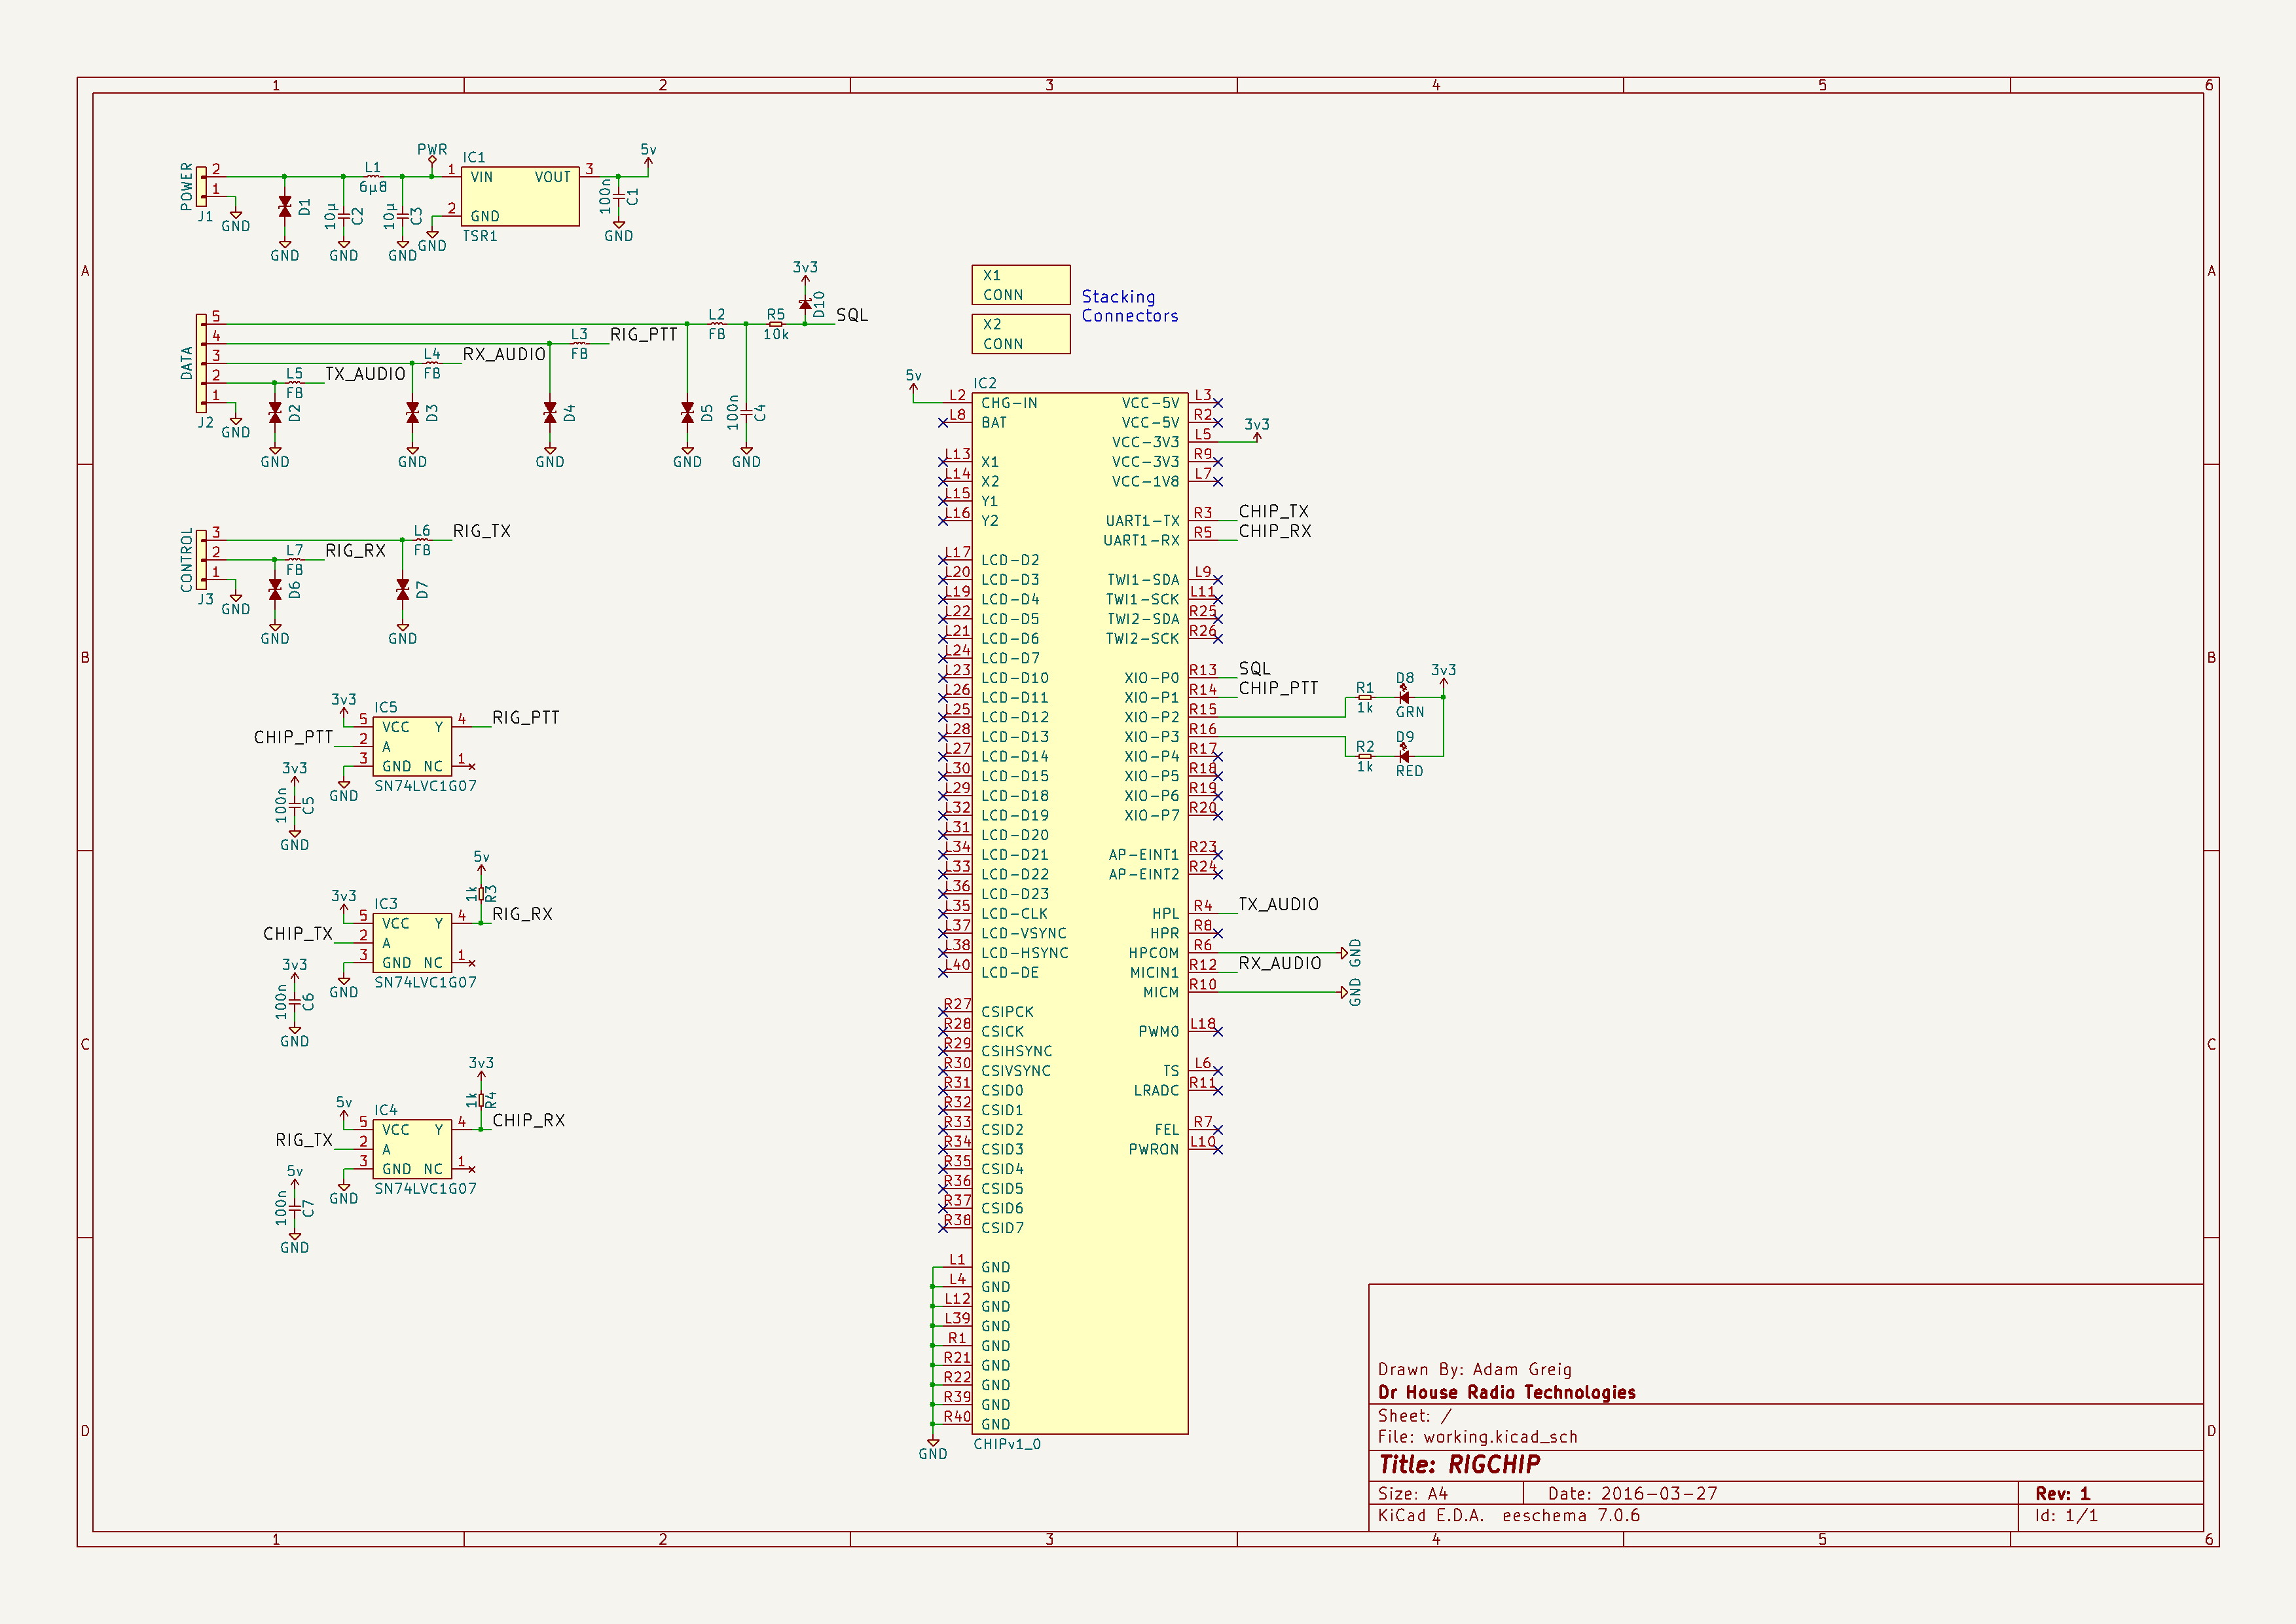 1 2 3 4 5 6
A A
B B
C C
D D
1 2 3 4 5 6
POWER
2
1
J1
GND
D1
GND
10µ
C2
GND
L1
6µ8
10µ
C3
GND
PWR
IC1
1 VIN VOUT 3
2 GND
TSR1
GND
5v
100n
C1
GND
DATA
5
4
3
2
1
J2
GND
L5
FB
TX_AUDIO
D2
GND
L4
FB
RX_AUDIO
D3
GND
L3
FB
RIG_PTT
D4
GND
L2
FB
D5
GND
100n
C4
GND
R5
10k
3v3
D10
SQL
CONTROL
3
2
1
J3
GND
L7
FB
RIG_RX
D6
GND
L6
FB
RIG_TX
D7
GND
3v3
IC5
5 VCC Y 4
2 A
3 GND NC 1
SN74LVC1G07
CHIP_PTT
RIG_PTT
GND
3v3
100n
C5
GND
3v3
IC3
5 VCC Y 4
2 A
3 GND NC 1
SN74LVC1G07
CHIP_TX
5v
1k
R3
RIG_RX
GND
3v3
100n
C6
GND
5v
IC4
5 VCC Y 4
2 A
3 GND NC 1
SN74LVC1G07
RIG_TX
3v3
1k
R4
CHIP_RX
GND
5v
100n
C7
GND
X1
CONN
X2
CONN
Stacking
Connectors
5v
IC2
L2 CHG-IN
L8 BAT
L13 X1
L14 X2
L15 Y1
L16 Y2
L17 LCD-D2
L20 LCD-D3
L19 LCD-D4
L22 LCD-D5
L21 LCD-D6
L24 LCD-D7
L23 LCD-D10
L26 LCD-D11
L25 LCD-D12
L28 LCD-D13
L27 LCD-D14
L30 LCD-D15
L29 LCD-D18
L32 LCD-D19
L31 LCD-D20
L34 LCD-D21
L33 LCD-D22
L36 LCD-D23
L35 LCD-CLK
L37 LCD-VSYNC
L38 LCD-HSYNC
L40 LCD-DE
R27 CSIPCK
R28 CSICK
R29 CSIHSYNC
R30 CSIVSYNC
R31 CSID0
R32 CSID1
R33 CSID2
R34 CSID3
R35 CSID4
R36 CSID5
R37 CSID6
R38 CSID7
L1 GND
L4 GND
L12 GND
L39 GND
R1 GND
R21 GND
R22 GND
R39 GND
R40 GND
GND
CHIPv1_0
VCC-5V L3
VCC-5V R2
VCC-3V3 L5
3v3
VCC-3V3 R9
VCC-1V8 L7
UART1-TX R3 CHIP_TX
UART1-RX R5 CHIP_RX
TWI1-SDA L9
TWI1-SCK L11
TWI2-SDA R25
TWI2-SCK R26
XIO-P0 R13 SQL
XIO-P1 R14 CHIP_PTT
XIO-P2 R15
XIO-P3 R16
XIO-P4 R17
XIO-P5 R18
XIO-P6 R19
XIO-P7 R20
R1
1k
D8
GRN
3v3
R2
1k
D9
RED
AP-EINT1 R23
AP-EINT2 R24
HPL R4 TX_AUDIO
HPR R8
HPCOM R6 GND
MICIN1 R12 RX_AUDIO
MICM R10 GND
PWM0 L18
TS L6
LRADC R11
FEL R7
PWRON L10
Drawn By: Adam Greig
Dr House Radio Technologies
Sheet: /
File: working.kicad_sch
Title: RIGCHIP
Size: A4 Date: 2016-03-27 Rev: 1
KiCad E.D.A. eeschema 7.0.6 Id: 1/1